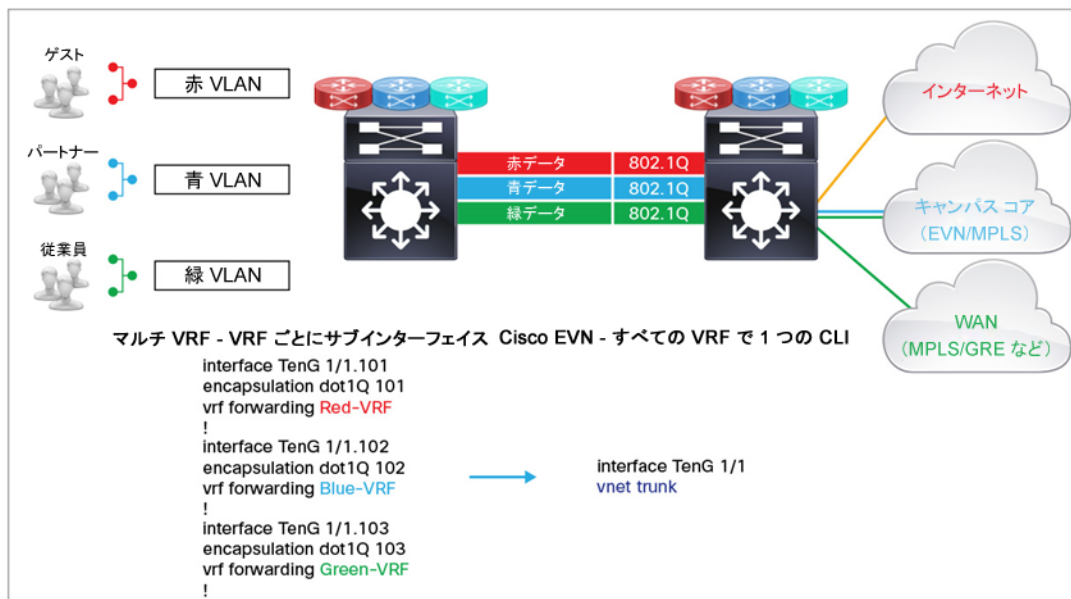 ゲスト
赤 VLAN
パートナー
青 VLAN
従業員
緑 VLAN
赤データ 802.1Q
青データ 802.1Q
緑データ 802.1Q
インターネット
キャンパス コア
（EVN/MPLS）
WAN
（MPLS/GRE など）
マルチ VRF - VRF ごとにサブインターフェイス
Cisco EVN - すべての VRF で 1 つの CLI
interface TenG 1/1.101
encapsulation dot1Q 101
vrf forwarding Red-VRF
!
interface TenG 1/1.102
encapsulation dot1Q 102
vrf forwarding Blue-VRF
!
interface TenG 1/1.103
encapsulation dot1Q 103
vrf forwarding Green-VRF
!
interface TenG 1/1
vnet trunk